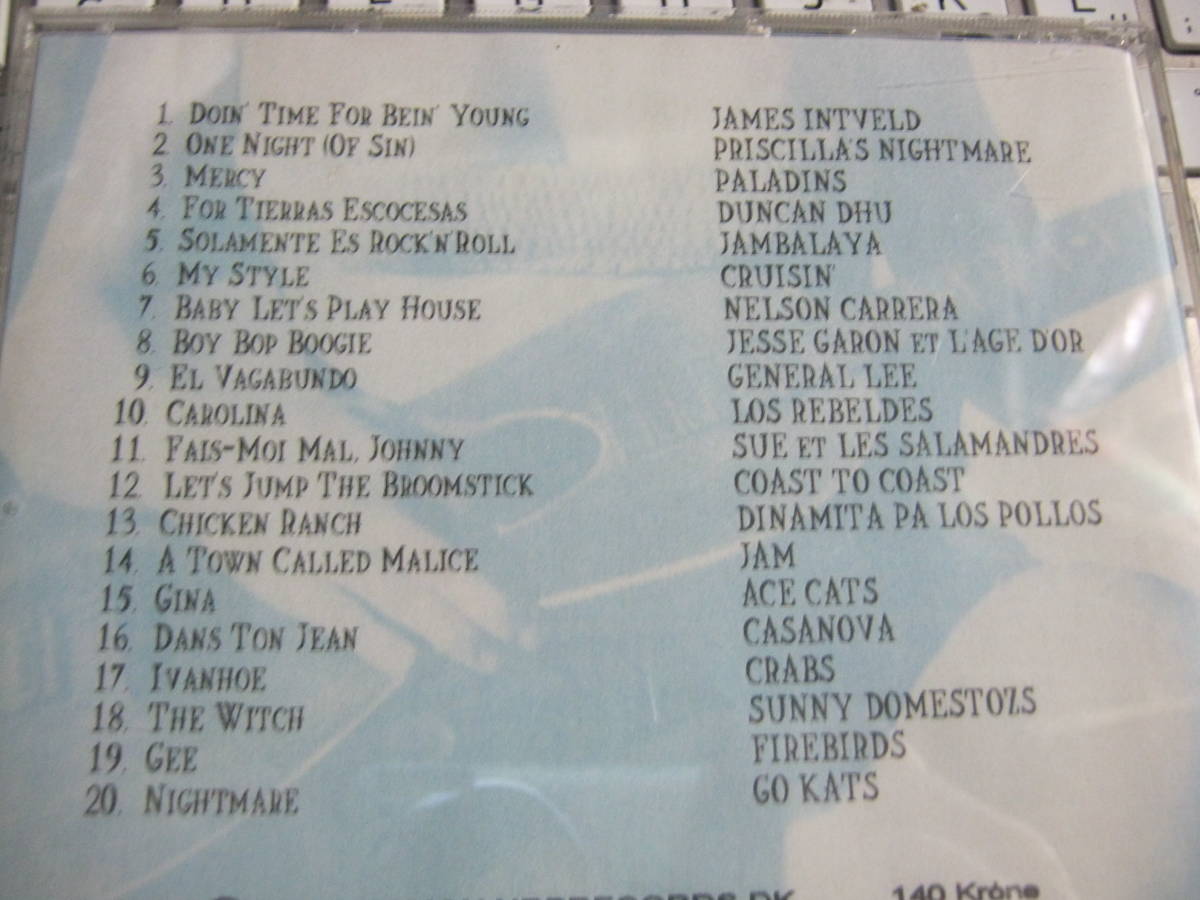 1. DOIN' TIME FOR BEIN' YOUNG JAMES INTVELD
2 ONE NIGHT (OF SIN) PRISCILLA'S NIGHTMARE
3. MERCY PALADINS
4. FOR TIERRAS ESCOCESAS DUNCAN DHU
5. SOLAMENTE ES ROCK'N'ROLL JAMBALAYA
6. MY STYLE CRUISIN'
7. BABY LET'S PLAY HOUSE NELSON CARRERA
8. BOY BOP BOOGIE JESSE GARON ET L'AGE D'OR
9. EL VAGABUNDO GENERAL LEE
10. CAROLINA LOS REBELDES
11. FAIS-MOI MAL, JOHNNY SUE ET LES SALAMANDRES
12. LET'S JUMP THE BROOMSTICK COAST TO COAST
13. CHICKEN RANCH DINAMITA PA LOS POLLOS
14. A TOWN CALLED MALICE JAM
15. GINA ACE CATS
16. DANS TON JEAN CASANOVA
17. IVANHOE CRABS
18. THE WITCH SUNNY DOMESTOZS
19. GEE FIREBIRDS
20. NIGHTMARE GO KATS
140 Króne